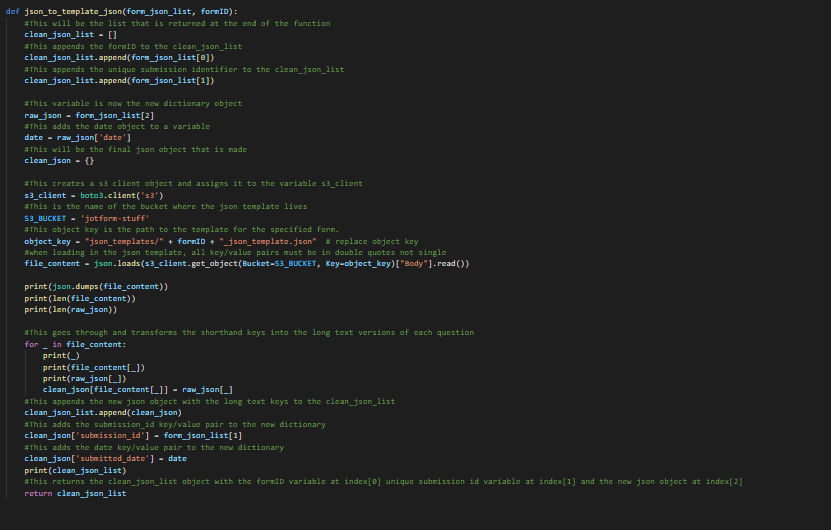 def json_to_template_json(form_json_list, formID):
    #This will be the list that is returned at the end of the function
    clean_json_list = []
    #This appends the formID to the clean_json_list
    clean_json_list.append(form_json_list[0])
    #This appends the unique submission identifier to the clean_json_list
    clean_json_list.append(form_json_list[1])

    #This variable is now the new dictionary object
    raw_json = form_json_list[2]
    #This adds the date object to a variable
    date = raw_json['date']
    #This will be the final json object that is made
    clean_json = {}

    #This creates a s3 client object and assigns it to the variable s3_client
    s3_client = boto3.client('s3')
    #This is the name of the bucket where the json template lives
    S3_BUCKET = 'jotform-stuff'
    #This object key is the path to the template for the specified form.
    object_key = "json_templates/" + formID + "_json_template.json"  # replace object key
    #when loading in the json template, all key/value pairs must be in double quotes not single
    file_content = json.loads(s3_client.get_object(Bucket=S3_BUCKET, Key=object_key)["Body"].read())

    print(json.dumps(file_content))
    print(len(file_content))
    print(len(raw_json))

    #This goes through and transforms the shorthand keys into the long text versions of each question
    for _ in file_content:
        print(_)
        print(file_content[_])
        print(raw_json[_])
        clean_json[file_content[_]] = raw_json[_]
    #This appends the new json object with the long text keys to the clean_json_list
    clean_json_list.append(clean_json)
    #This adds the submission_id key/value pair to the new dictionary
    clean_json['submission_id'] = form_json_list[1]
    #This adds the date key/value pair to the new dictionary
    clean_json['submitted_date'] = date
    print(clean_json_list)
    #This returns the clean_json_list object with the formID variable at index[0] unique submission id variable at index[1] and the new json object at index[2]
    return clean_json_list